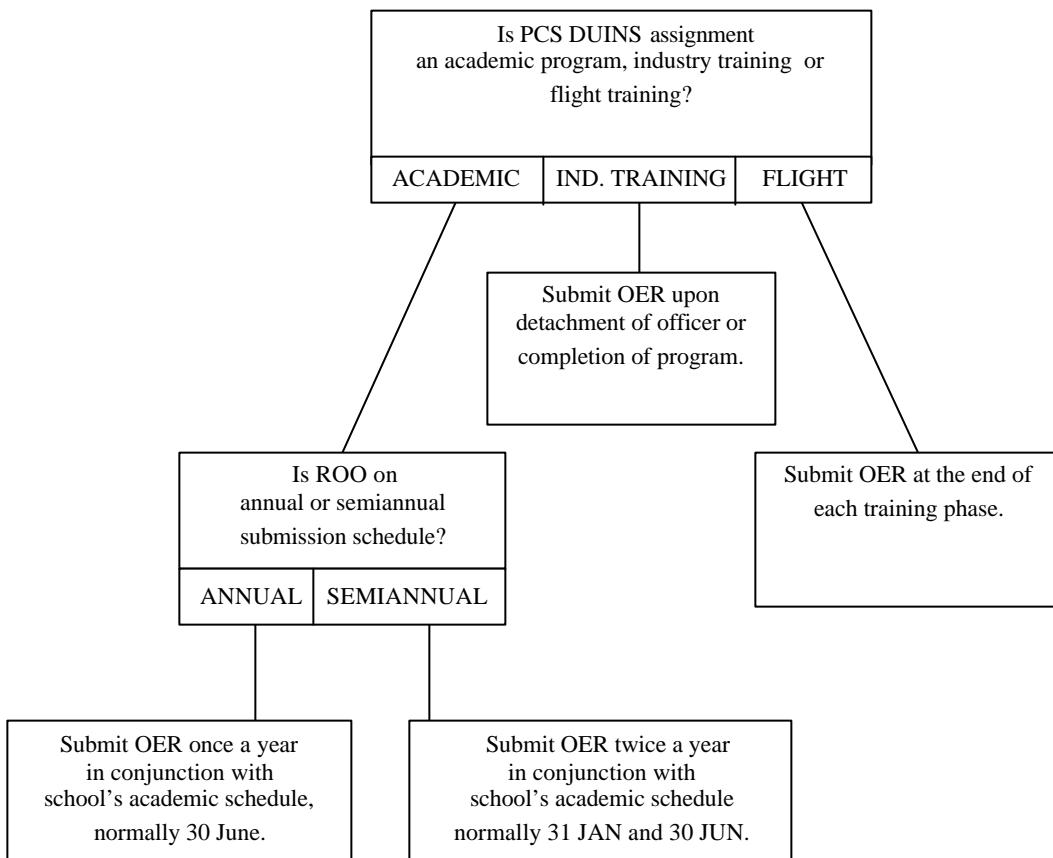 Is PCS DUINS assignment
an academic program, industry training or
flight training?
ACADEMIC
IND. TRAINING
FLIGHT
Submit OER upon
detachment of officer or
completion of program.
Is ROO on
annual or semiannual
submission schedule?
ANNUAL
SEMIANNUAL
Submit OER at the end of
each training phase.
Submit OER once a year
in conjunction with
school’s academic schedule,
normally 30 June.
Submit OER twice a year
in conjunction with
school’s academic schedule
normally 31 JAN and 30 JUN.